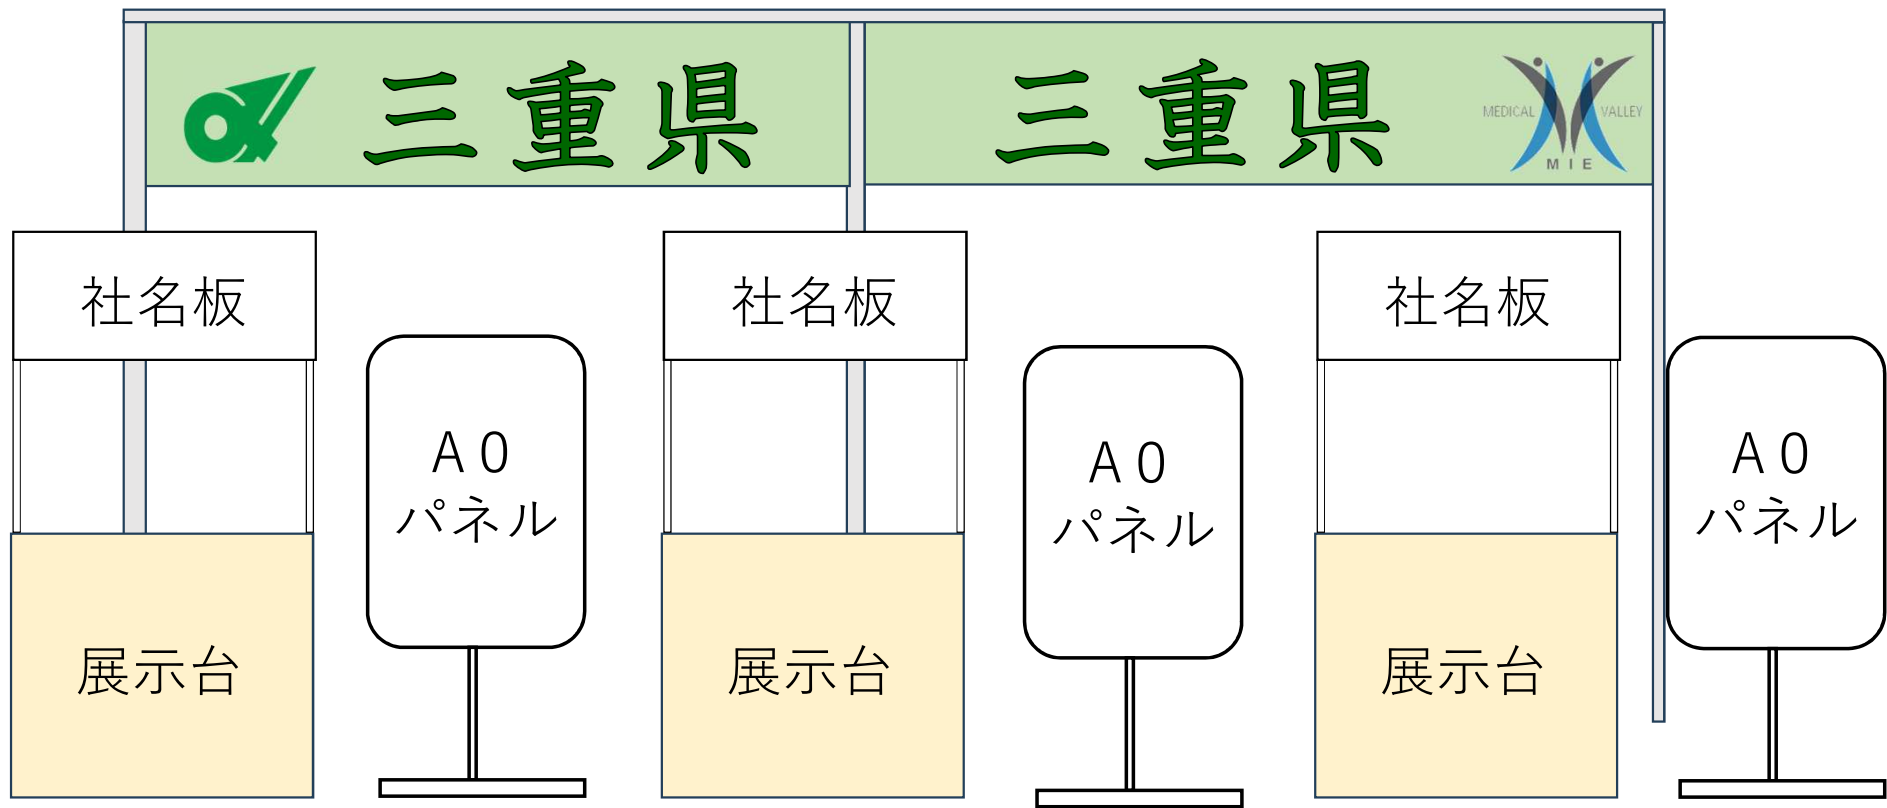 三重県
三重県
MEDICAL VALLEY
MIE
社名板
社名板
社名板
A0
パネル
A0
パネル
A0
パネル
展示台
展示台
展示台